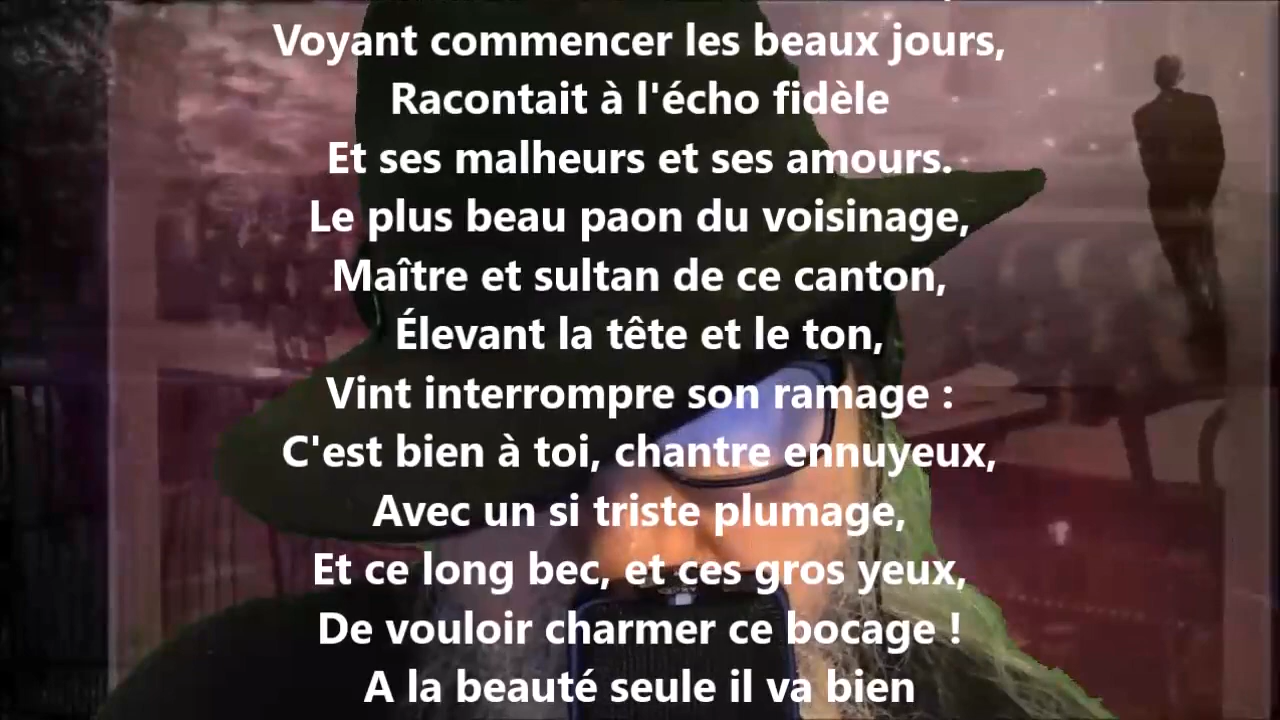 Voyant commencer les beaux jours,
Racontait à l'écho fidèle
Et ses malheurs et ses amours.
Le plus beau paon du voisinage,
Maître et sultan de ce canton,
Élevant la tête et le ton,
Vint interrompre son ramage :
C'est bien à toi, chantre ennuyeux,
Avec un si triste plumage,
Et ce long bec, et ces gros yeux,
De vouloir charmer ce bocage !
A la beauté seule il va bien